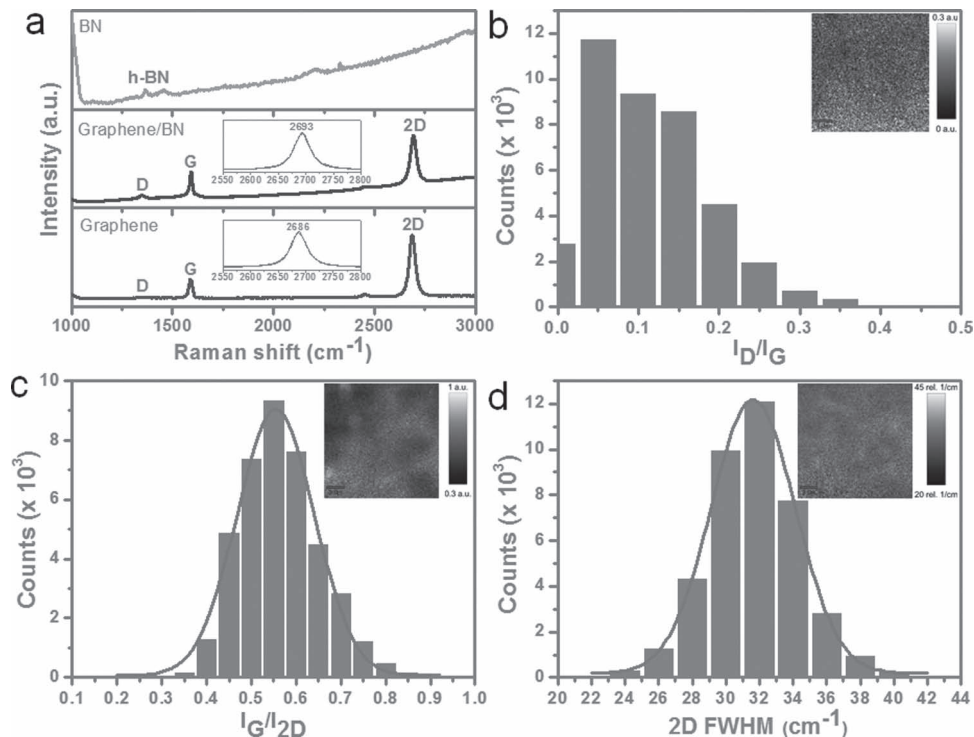 a
BN
h-BN
Graphene/BN
D
G
2693
2550 2600 2650 2700 2750 2800
2D
Graphene
D
G
2686
2550 2600 2650 2700 2750 2800
2D
Intensity (a.u.)
1000 1500 2000 2500 3000
Raman shift (cm-1)
b
12
10
8
6
4
2
0
Counts (x 10³)
0.0 0.1 0.2 0.3 0.4 0.5
ID/IG
0.3 a.u
0 a.u.
c
10
8
6
4
2
0
Counts (x 10³)
0.1 0.2 0.3 0.4 0.5 0.6 0.7 0.8 0.9 1.0
IG/I2D
1 a.u.
0.3 a.u.
d
12
10
8
6
4
2
0
Counts (x 10³)
20 22 24 26 28 30 32 34 36 38 40 42 44
2D FWHM (cm-1)
45 rel. 1/cm
20 rel. 1/cm